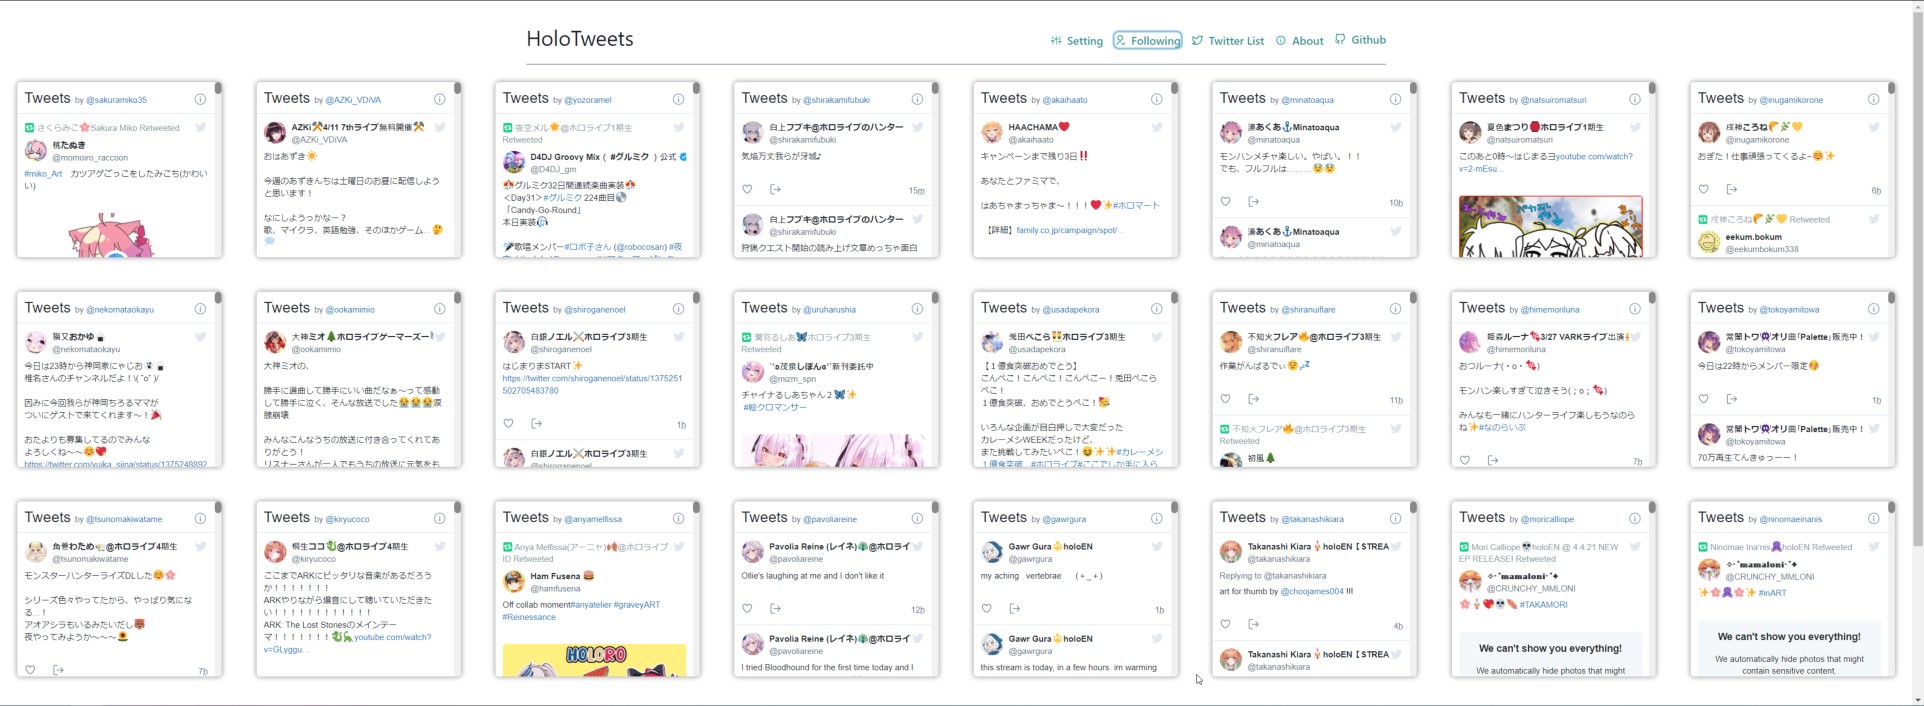 HoloTweets
Setting
Following
Twitter List
About
Github
Tweets by @sakuramiko35
さくらみこ🌸Sakura Miko Retweeted
桃たぬき
@momoiro_raccoon
#miko_Art カツアゲごっこをしたみこち(かわい
い)
Tweets by @AZKi_VDiVA
AZKi⚒4/11 7thライブ無料開催⚒
@AZKi_VDiVA
おはあずき☀
今週のあずきんちは土曜日のお昼に配信しよう
と思います！
なにしようっかなー？
歌、マイクラ、英語勉強、そのほかゲーム...🤔
Tweets by @yozoramel
夜空メル🌟@ホロライブ1期生
Retweeted
D4DJ Groovy Mix（ #グルミク ）公式
@D4DJ_gm
グルミク32日間連続楽曲実装
<Day31>#グルミク 224曲目💿
「Candy-Go-Round」
本日実装🎧
🎤歌唱メンバー#ロボ子さん (@robocosan) #夜
Tweets by @shirakamifubuki
白上フブキ@ホロライブのハンター
@shirakamifubuki
気焔万丈我らが牙城♪
15m
白上フブキ@ホロライブのハンター
@shirakamifubuki
狩猟クエスト開始の読み上げ文章めっちゃ面白
Tweets by @akaihaato
HAACHAMA❤
@akaihaato
キャンペーンまで残り3日‼
あなたとファミマで、
はあちゃまっちゃま～！！！❤✨#ホロマート
【詳細】family.co.jp/campaign/spot/...
Tweets by @minatoaqua
湊あくあ⚓Minatoaqua
@minatoaqua
モンハンメチャ楽しい。やばい。！！
でも、フルフルは.........😟😟
10h
湊あくあ⚓Minatoaqua
@minatoaqua
Tweets by @natsuiromatsuri
夏色まつり🏮ホロライブ1期生
@natsuiromatsuri
このあと0時～はじまるヨyoutube.com/watch?
v=2-mEsu...
Tweets by @inugamikorone
戌神ころね🥐🌿💛
@inugamikorone
おぎた！仕事頑張ってくるよ~😊✨
6h
戌神ころね🥐🌿💛 Retweeted
eekum.bokum
@eekumbokum338
Tweets by @nekomataokayu
猫又おかゆ🍙
@nekomataokayu
今日は23時から神岡家にゃじお
椎名さんのチャンネルだよ！\( ˆoˆ )/
因みに今回我らが神岡ちろるママが
ついにゲストで来てくれます～！🎉
おたよりも募集してるのでみんな
よろしくね～～😊❤
https://twitter.com/yuika_siina/status/1375248892
Tweets by @ookamimio
大神ミオ🌲ホロライブゲーマーズー
@ookamimio
大神ミオの、
勝手に選曲して勝手にいい曲だなぁ～って感動
して勝手に泣く、そんな放送でした😭😭😭涙
腺崩壊
みんなこんなうちの放送に付き合ってくれてあ
りがとう！
リスナーさんが一人でもうちの放送に元気をも
Tweets by @shiroganenoel
白銀ノエル⚔ホロライブ3期生
@shiroganenoel
はじまりまSTART✨
https://twitter.com/shiroganenoel/status/1375251
502705483780
1h
白銀ノエル⚔ホロライブ3期生
@shiroganenoel
Tweets by @uruharushia
潤羽るしあ🦋ホロライブ3期生
Retweeted
新刊委託中
@mizm_spn
チャイナるしあちゃん２🦋✨
#絵クロマンサー
Tweets by @usadapekora
兎田ぺこら👯@ホロライブ3期生
@usadapekora
【１億食突破おめでとう】
こんぺこ！こんぺこ！こんぺこー！兎田ぺこら
ぺこ！
１億食突破、おめでとうぺこ！🥰
いろんな企画が目白押しで大変だった
カレーメシWEEKだったけど、
また挑戦してみたいぺこ！😆✨✨#カレーメシ
１億食突破 #ホロライブ#ここでしか手に入ら
Tweets by @shiranuiflare
不知火フレア🔥@ホロライブ3期生
@shiranuiflare
作業がんばるでぃ😉💤
11h
不知火フレア🔥@ホロライブ3期生
Retweeted
初風🌲
Tweets by @himemoriluna
姫森ルーナ🍬3/27 VARKライブ出演
@himemoriluna
おつルーナ(・o・🍬)
モンハン楽しすぎて泣きそう( ; o ; 🍬)
みんなも一緒にハンターライフ楽しもうなのら
ね✨#なのらいぶ
7h
Tweets by @tokoyamitowa
常闇トワ👾オリ曲｢Palette｣販売中！
@tokoyamitowa
今日は22時からメンバー限定🥠
1h
常闇トワ👾オリ曲｢Palette｣販売中！
@tokoyamitowa
70万再生てんきゅっーー！
Tweets by @tsunomakiwatame
角巻わため🐏@ホロライブ4期生
@tsunomakiwatame
モンスターハンターライズDLした😊🌸
シリーズ色々やってたから、やっぱり気にな
る...！
アオアシラもいるみたいだし🐻
夜やってみようか～～～🌻
7h
Tweets by @kiryucoco
桐生ココ🐉@ホロライブ4期生
@kiryucoco
ここまでARKにピッタリな音楽があるだろう
か！！！！！！！
ARKやりながら爆音にして聴いていただきた
い！！！！！！！！！！！！
ARK: The Lost Storiesのメインテー
マ！！！！！！！🐉🦕youtube.com/watch?
v=GLyggu...
Tweets by @anyamelfissa
Anya Melfissa(アーニャ)🍂@ホロライブ
ID Retweeted
Ham Fusena 🍔
@hamfusena
Off collab moment#anyatelier #graveyART
#Reinessance
HOLORO
Tweets by @pavoliareine
Pavolia Reine (レイネ)🦚@ホロライ
@pavoliareine
Ollie's laughing at me and I don't like it
12h
Pavolia Reine (レイネ)🦚@ホロライ
@pavoliareine
I tried Bloodhound for the first time today and I
Tweets by @gawrgura
Gawr Gura🔱holoEN
@gawrgura
my aching vertebrae （＋_＋）
1h
Gawr Gura🔱holoEN
@gawrgura
this stream is today, in a few hours. im warming
Tweets by @takanashikiara
Takanashi Kiara holoEN【 STREA
@takanashikiara
Replying to @takanashikiara
art for thumb by @choojames004 !!!
4h
Takanashi Kiara holoEN【 STREA
@takanashikiara
Tweets by @moricalliope
Mori Calliope💀holoEN @ 4.4.21 NEW
EP RELEASE! Retweeted
✧･ﾟmamaloniﾟ･✦
@CRUNCHY_MMLONI
#TAKAMORI
We can't show you everything!
We automatically hide photos that might
Tweets by @ninomaeinanis
Ninomae Ina'nis🐙holoEN Retweeted
✧･ﾟmamaloniﾟ･✦
@CRUNCHY_MMLONI
✨🌸🐙🌸✨ #inART
We can't show you everything!
We automatically hide photos that might
contain sensitive content.